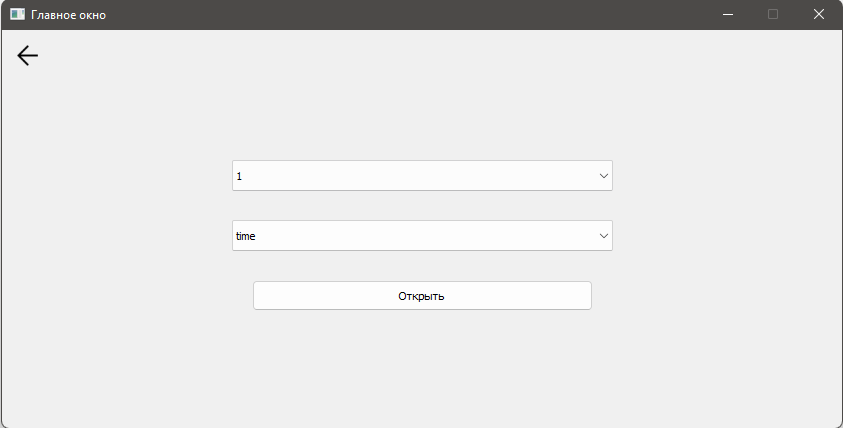 Главное окно
1
time
Открыть